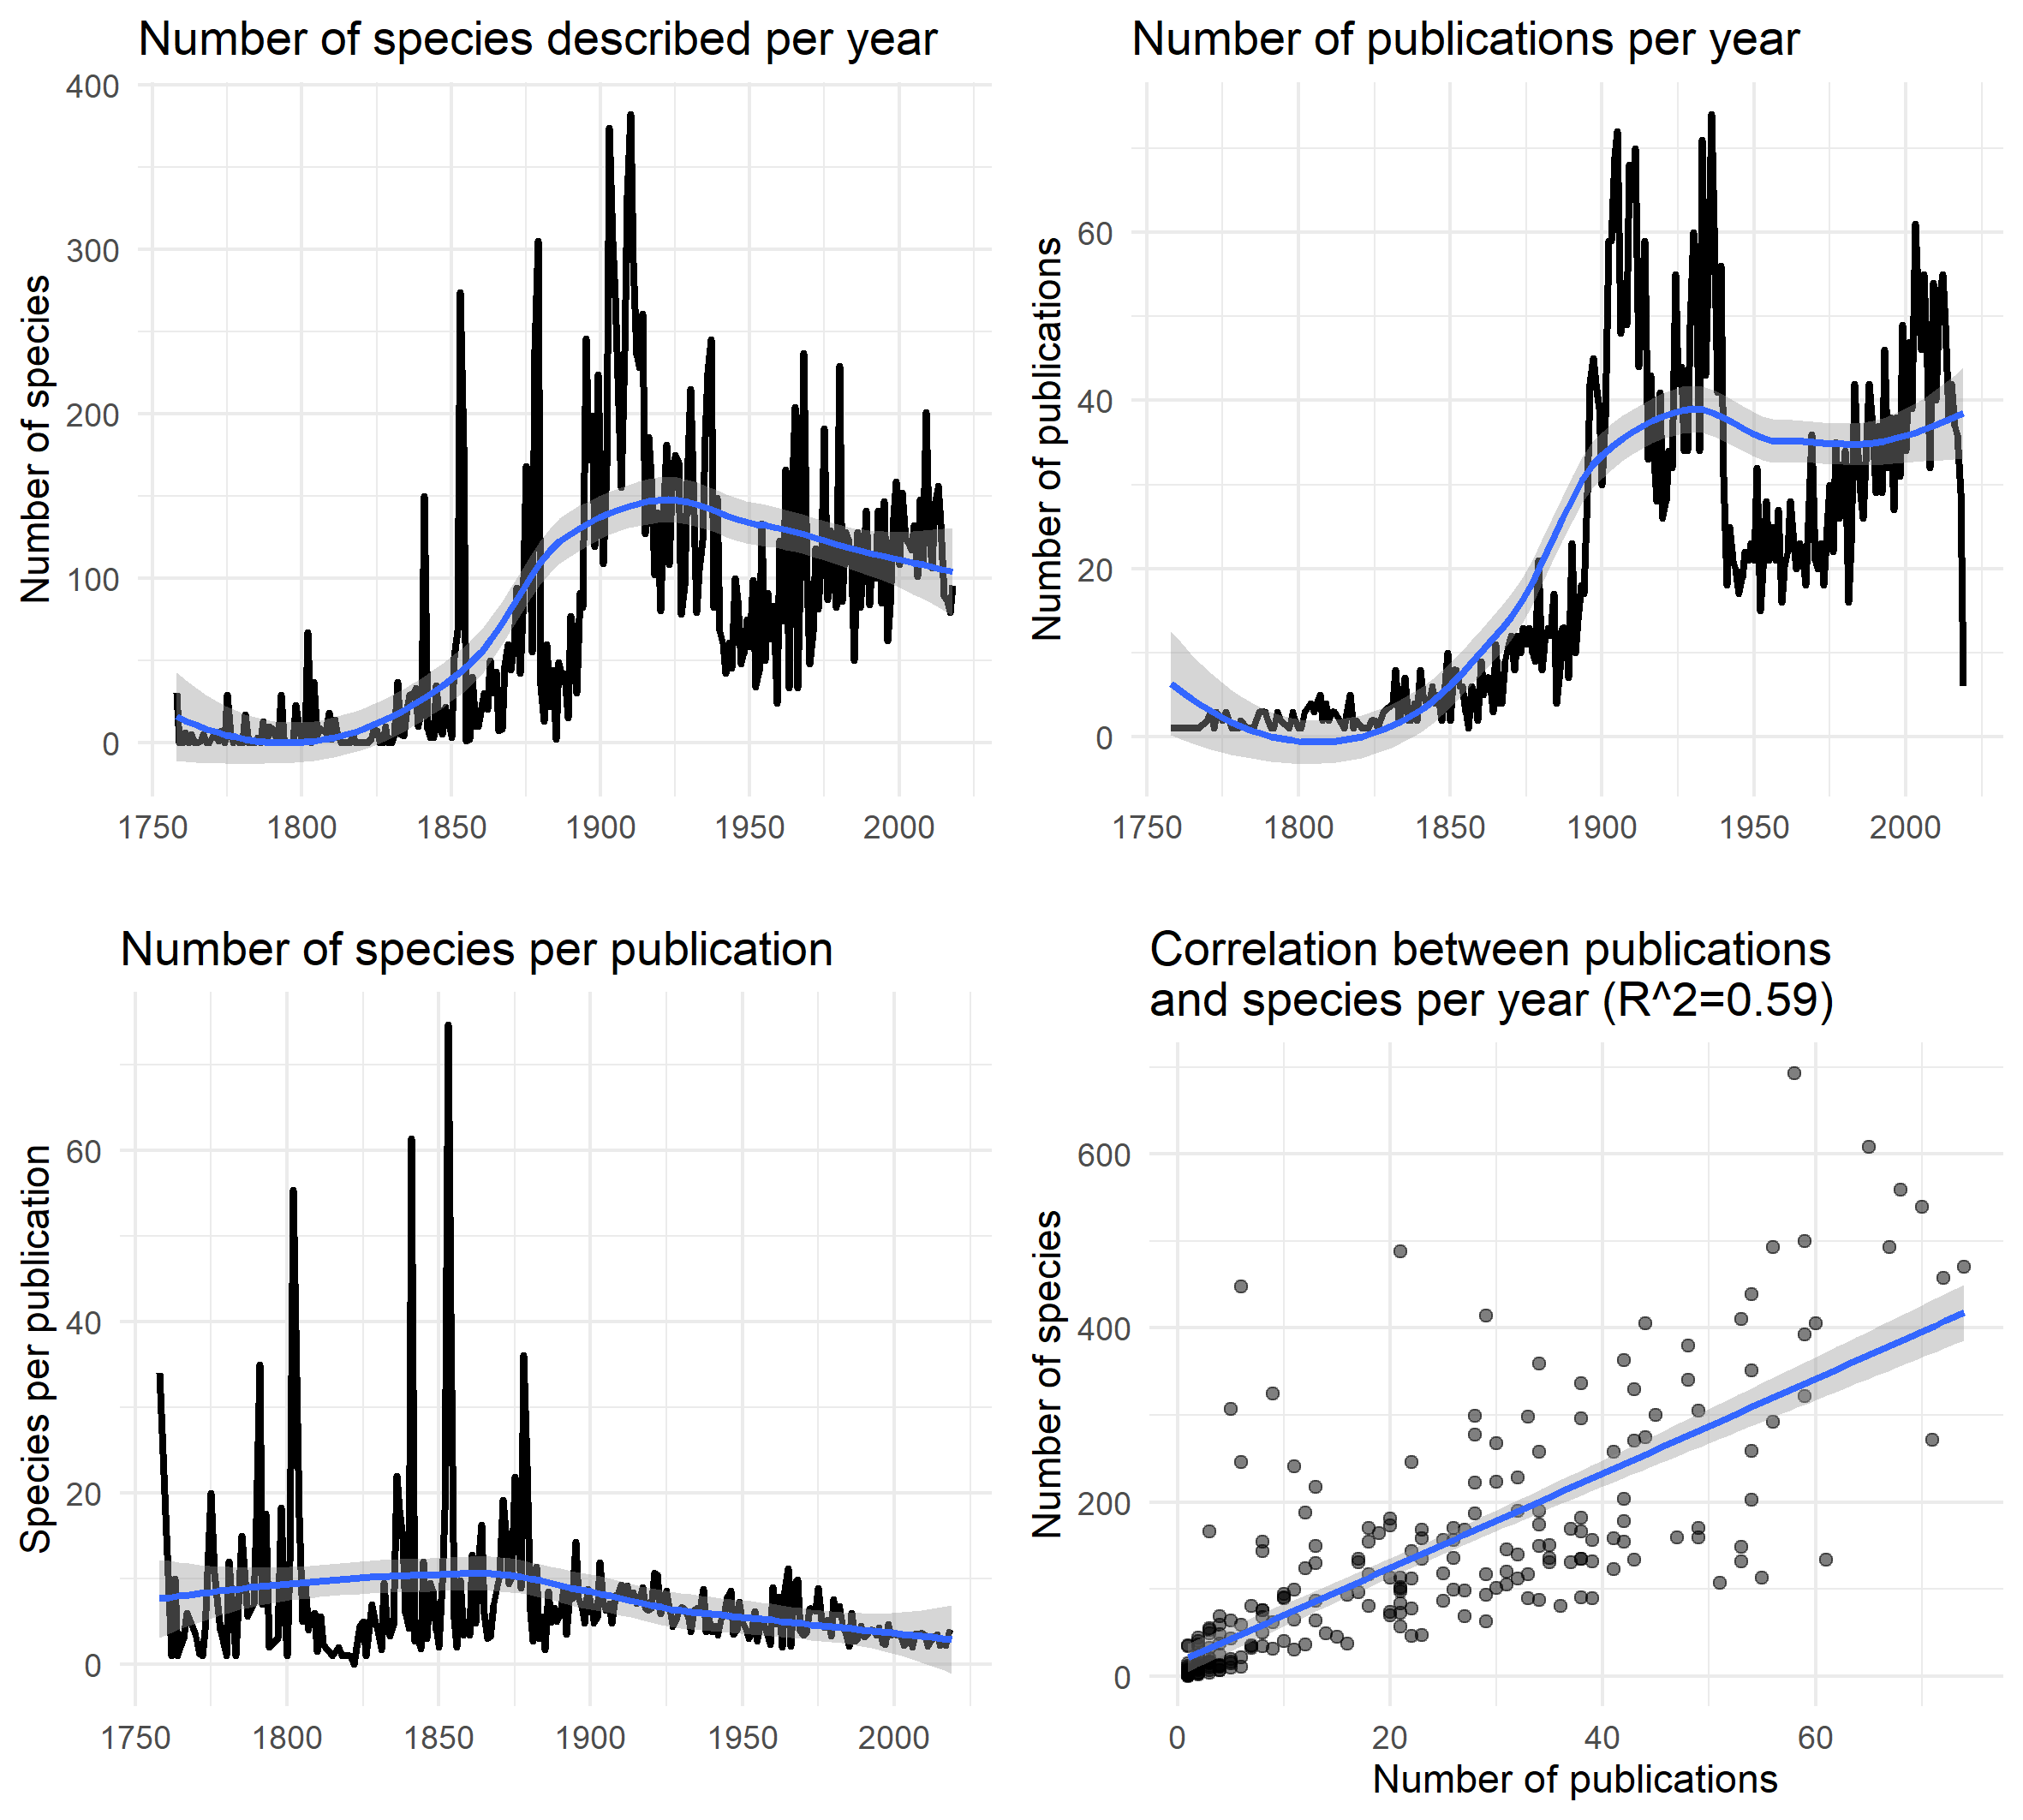 Number of species described per year
Number of species
400
300
200
100
0
1750 1800 1850 1900 1950 2000
Number of publications per year
Number of publications
60
40
20
0
1750 1800 1850 1900 1950 2000
Number of species per publication
Species per publication
60
40
20
0
1750 1800 1850 1900 1950 2000
Correlation between publications
and species per year (R^2=0.59)
Number of species
600
400
200
0
0 20 40 60
Number of publications